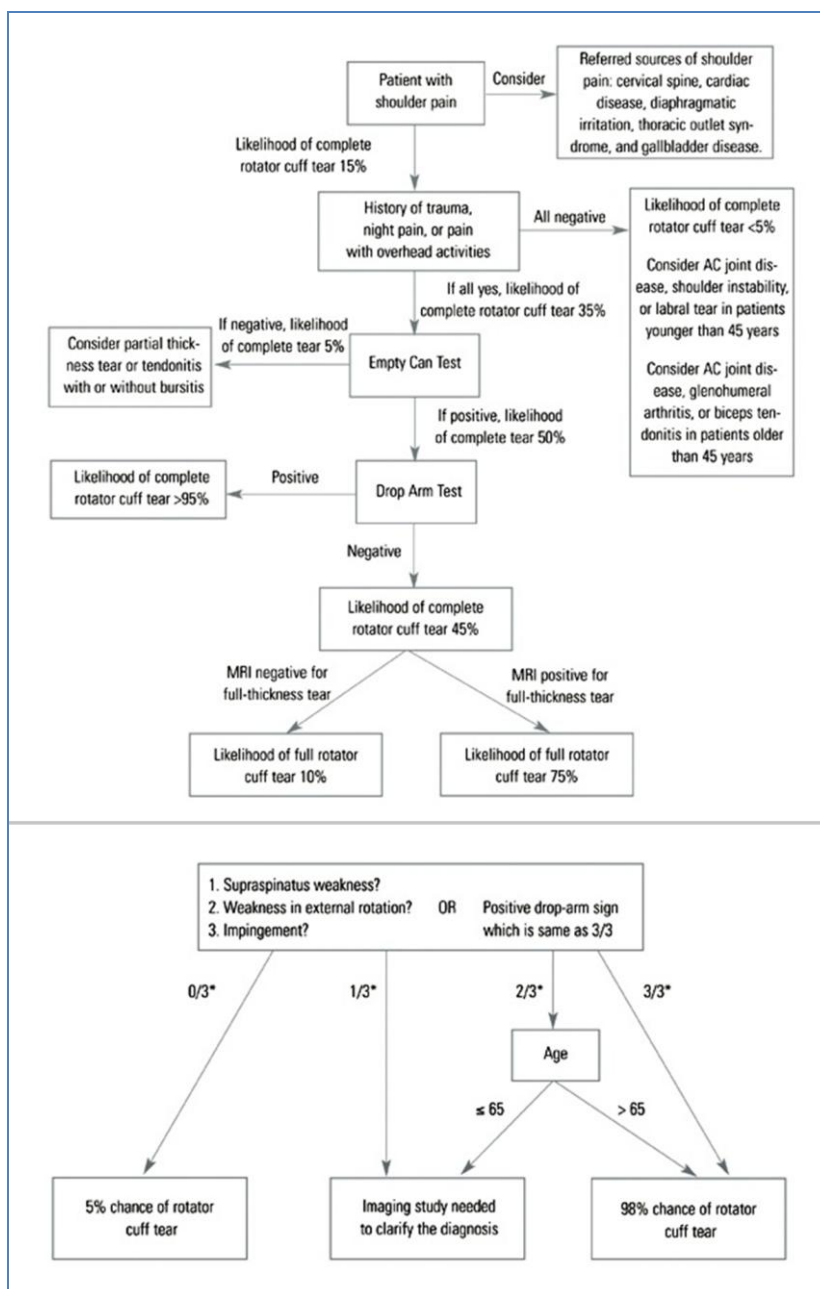 Patient with
shoulder pain
Consider
Referred sources of shoulder
pain: cervical spine, cardiac
disease, diaphragmatic
irritation, thoracic outlet syn-
drome, and gallbladder disease.
Likelihood of complete
rotator cuff tear 15%
History of trauma,
night pain, or pain
with overhead activities
All negative
Likelihood of complete
rotator cuff tear <5%
Consider AC joint dis-
ease, shoulder instability,
or labral tear in patients
younger than 45 years
Consider AC joint dis-
ease, glenohumeral
arthritis, or biceps ten-
donitis in patients older
than 45 years
If all yes, likelihood of
complete rotator cuff tear 35%
Empty Can Test
If negative, likelihood
of complete tear 5%
Consider partial thick-
ness tear or tendonitis
with or without bursitis
If positive, likelihood
of complete tear 50%
Drop Arm Test
Positive
Likelihood of complete
rotator cuff tear >95%
Negative
Likelihood of complete
rotator cuff tear 45%
MRI negative for
full-thickness tear
MRI positive for
full-thickness tear
Likelihood of full rotator
cuff tear 10%
Likelihood of full rotator
cuff tear 75%
1. Supraspinatus weakness?
2. Weakness in external rotation? OR Positive drop-arm sign
3. Impingement? which is same as 3/3
0/3*
1/3*
2/3*
3/3*
Age
≤ 65
> 65
5% chance of rotator
cuff tear
Imaging study needed
to clarify the diagnosis
98% chance of rotator
cuff tear